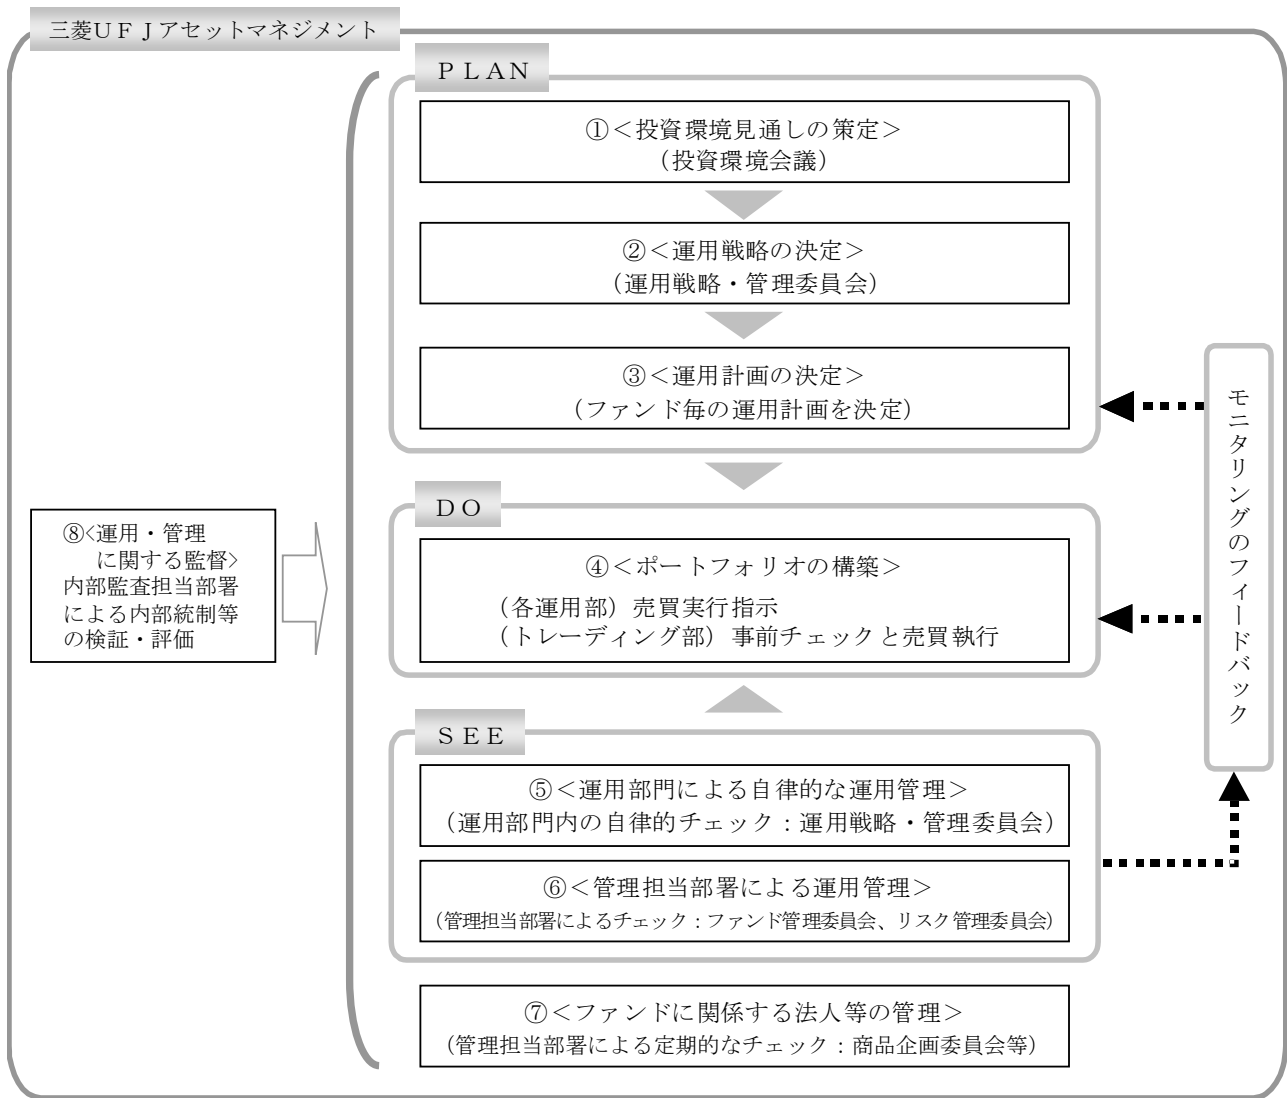 三菱ＵＦＪアセットマネジメント
ＰＬＡＮ
①＜投資環境見通しの策定＞
（投資環境会議）
②＜運用戦略の決定＞
（運用戦略・管理委員会）
③＜運用計画の決定＞
（ファンド毎の運用計画を決定）
ＤＯ
④＜ポートフォリオの構築＞
（各運用部）売買実行指示
（トレーディング部）事前チェックと売買執行
ＳＥＥ
⑤＜運用部門による自律的な運用管理＞
（運用部門内の自律的チェック：運用戦略・管理委員会）
⑥＜管理担当部署による運用管理＞
（管理担当部署によるチェック：ファンド管理委員会、リスク管理委員会）
⑦＜ファンドに関係する法人等の管理＞
（管理担当部署による定期的なチェック：商品企画委員会等）
⑧<運用・管理
に関する監督>
内部監査担当部署
による内部統制等
の検証・評価
モニタリングのフィードバック